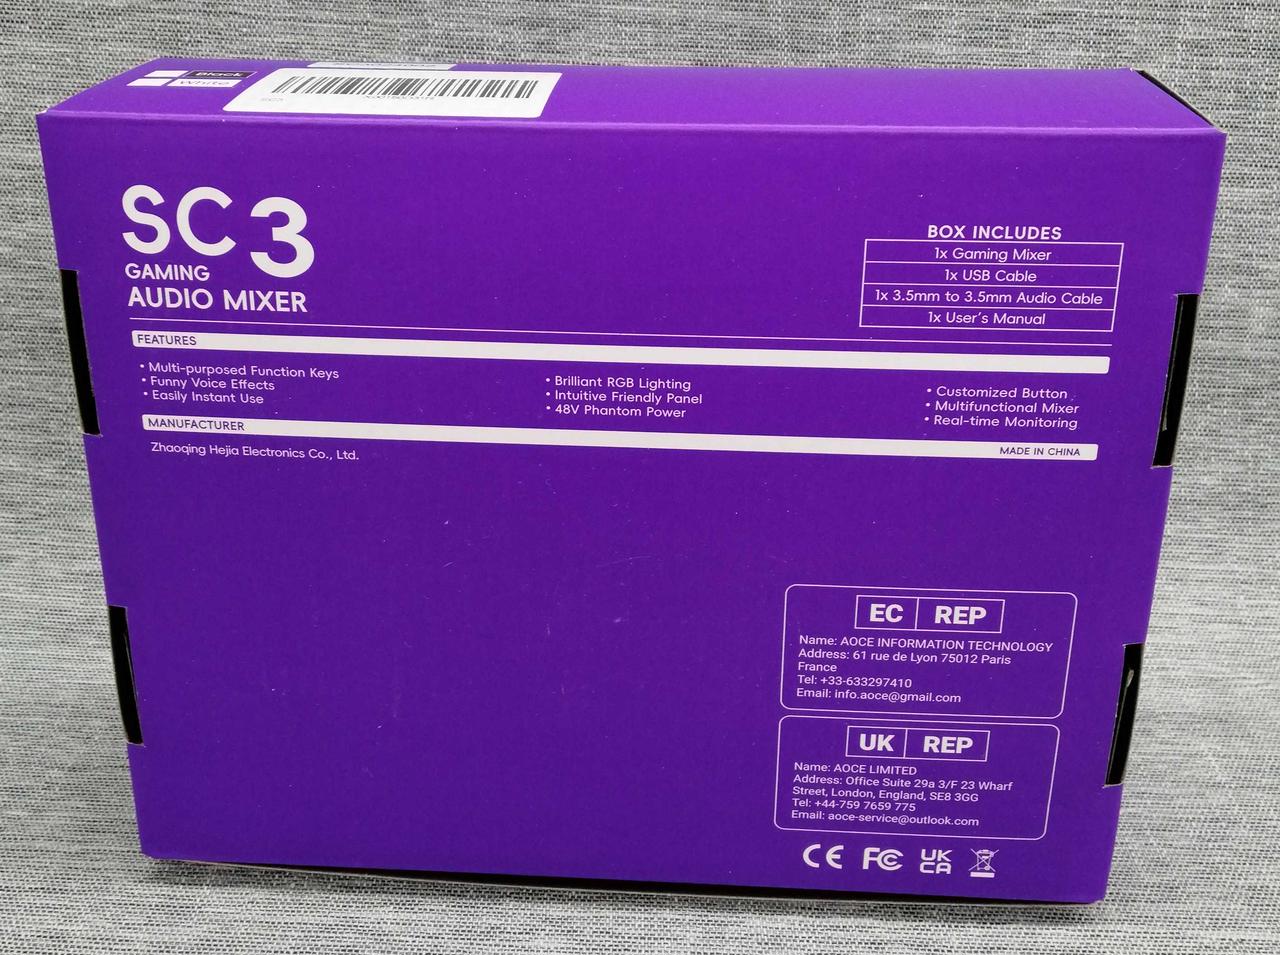 Black
White
SC3
SC3
GAMING
AUDIO MIXER
BOX INCLUDES
1x Gaming Mixer
1x USB Cable
1x 3.5mm to 3.5mm Audio Cable
1x User's Manual
FEATURES
• Multi-purposed Function Keys
• Funny Voice Effects
• Easily Instant Use
• Brilliant RGB Lighting
• Intuitive Friendly Panel
• 48V Phantom Power
• Customized Button
• Multifunctional Mixer
• Real-time Monitoring
MANUFACTURER
MADE IN CHINA
Zhaoqing Hejia Electronics Co., Ltd.
EC REP
Name: AOCE INFORMATION TECHNOLOGY
Address: 61 rue de Lyon 75012 Paris
France
Tel: +33-633297410
Email: info.aoce@gmail.com
UK REP
Name: AOCE LIMITED
Address: Office Suite 29a 3/F 23 Wharf
Street, London, England, SE8 3GG
Tel: +44-759 7659 775
Email: aoce-service@outlook.com
CE FC UK
CA